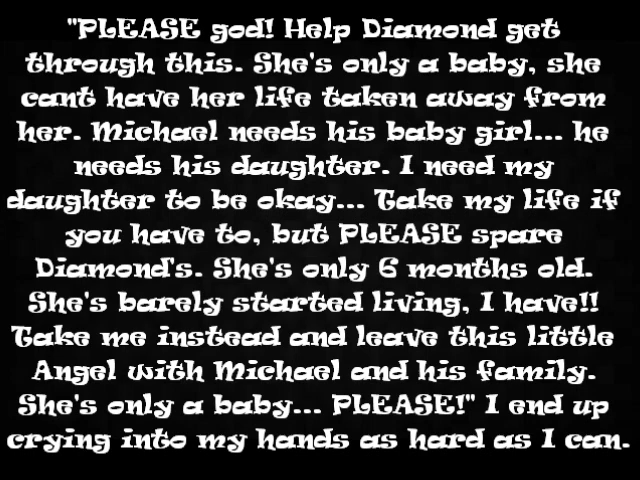 "PLEASE god! Help Diamond get
through this. She's only a baby, she
cant have her life taken away from
her. Michael needs his baby girl... he
needs his daughter. I need my
daughter to be okay... Take my life if
you have to, but PLEASE spare
Diamond's. She's only 6 months old.
She's barely started living, I have!!
Take me instead and leave this little
Angel with Michael and his family.
She's only a baby... PLEASE!" I end up
crying into my hands as hard as I can.